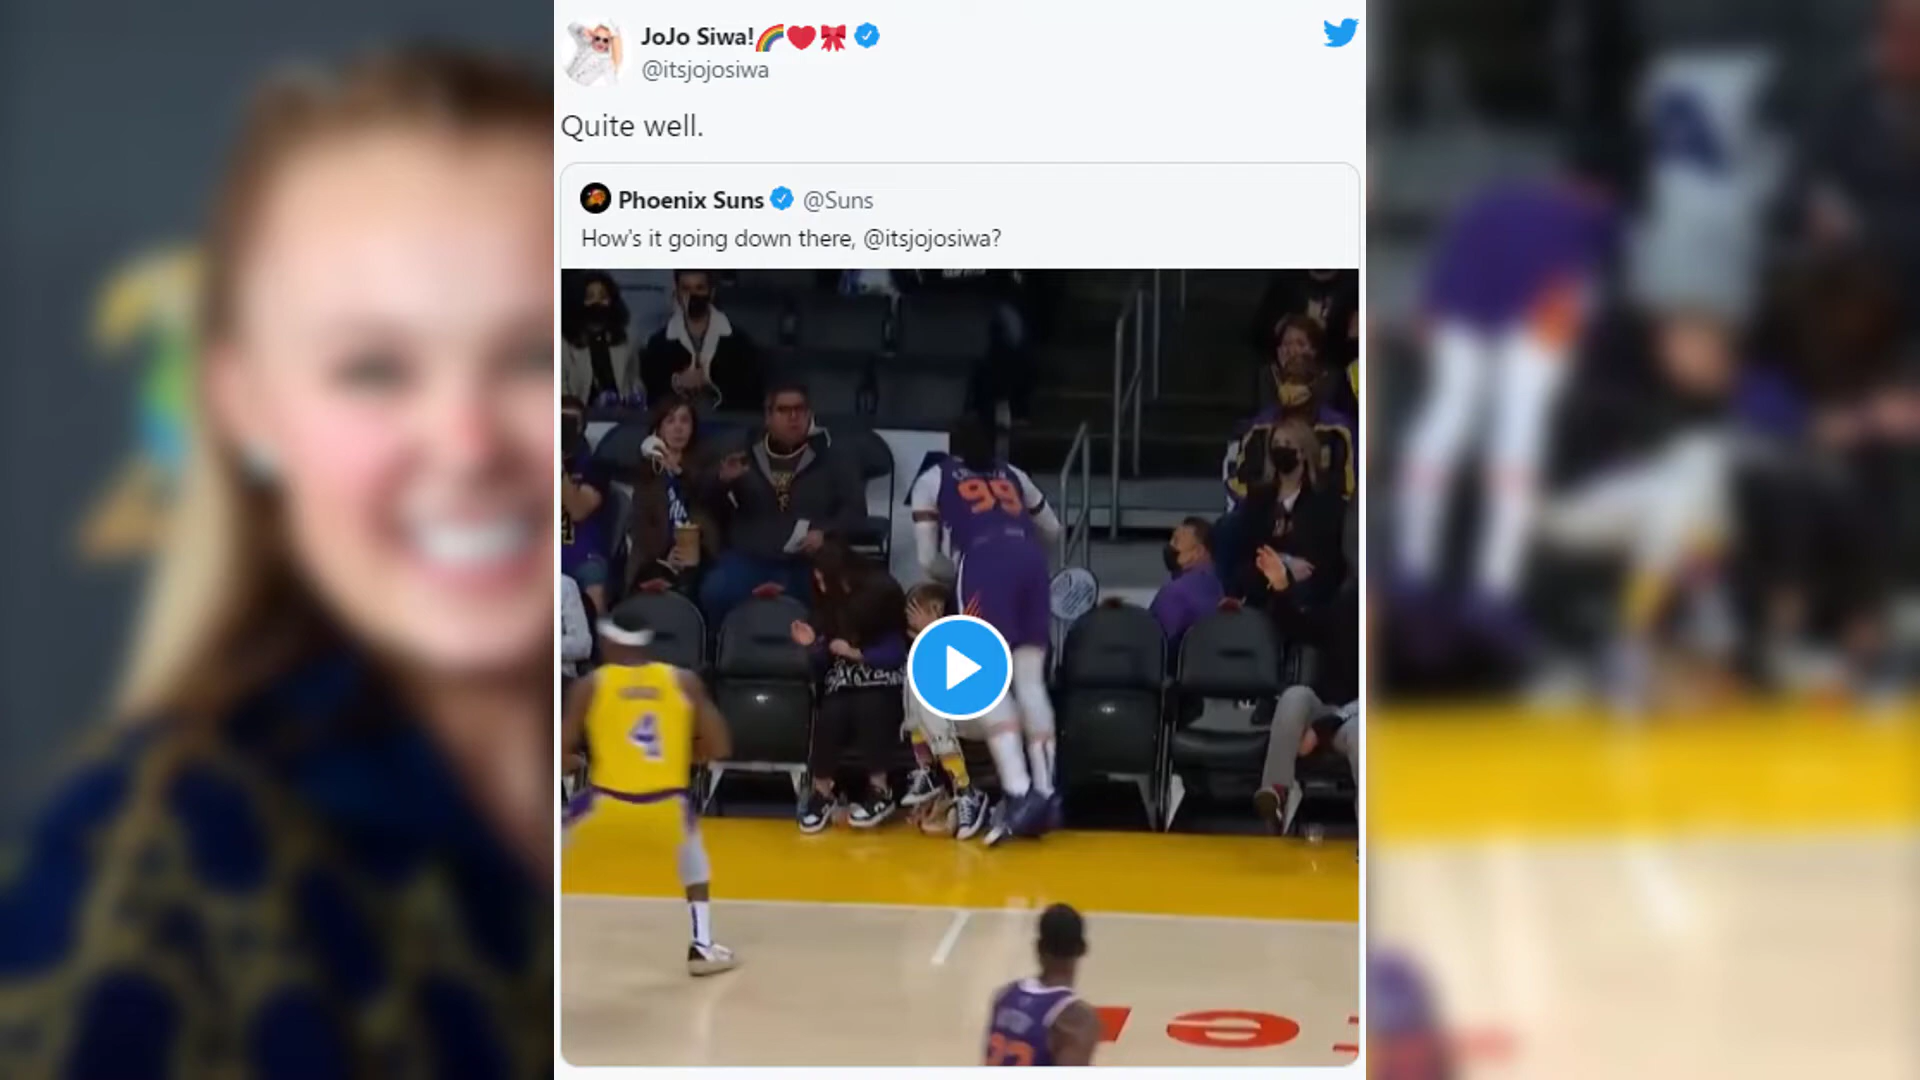 JoJo Siwa!🌈❤️🎀
@itsjojosiwa
Quite well.
Phoenix Suns @Suns
How's it going down there, @itsjojosiwa?
99
4